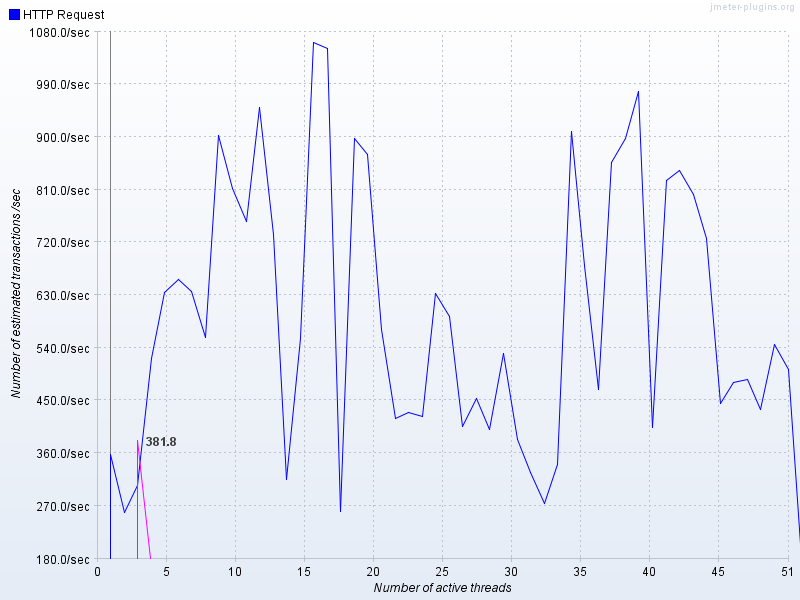 jmeter-plugins.org
HTTP Request
1080.0/sec
990.0/sec
900.0/sec
810.0/sec
720.0/sec
630.0/sec
540.0/sec
450.0/sec
360.0/sec
270.0/sec
180.0/sec
Number of estimated transactions /sec
381.8
0 5 10 15 20 25 30 35 40 45 51
Number of active threads